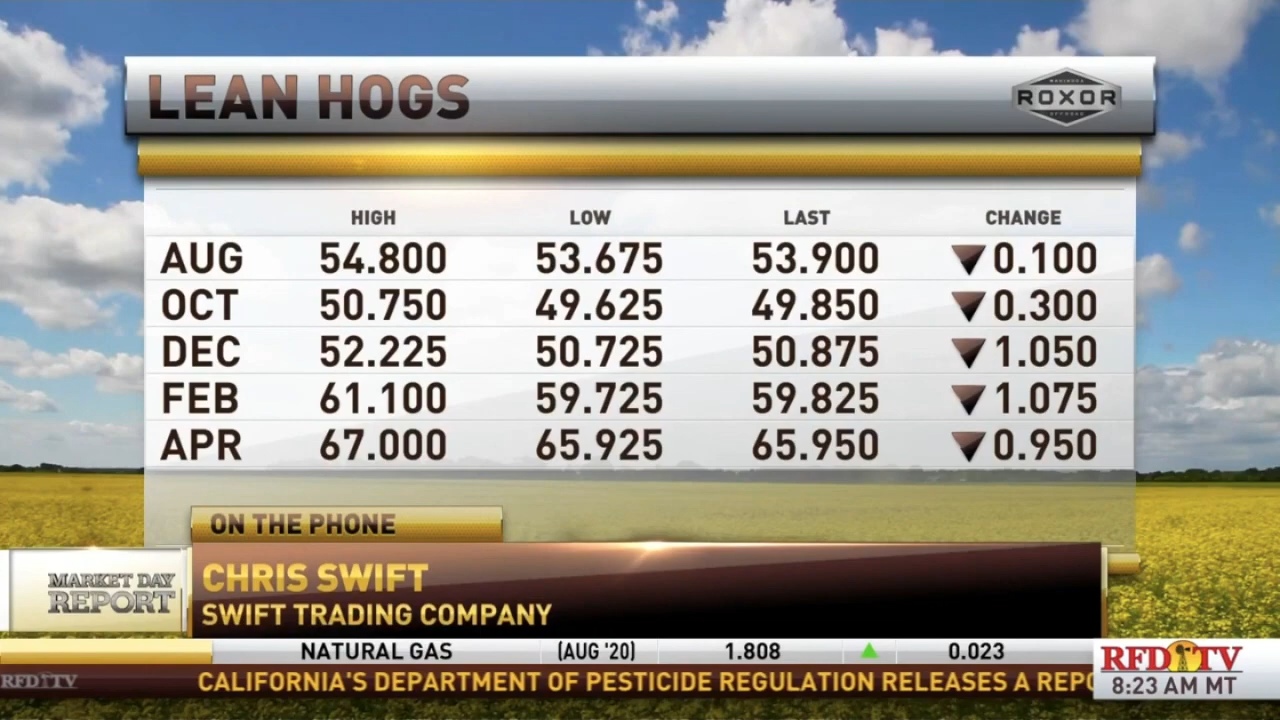 LEAN HOGS
MAHINDRA
ROXOR
OFFROAD
HIGH LOW LAST CHANGE
AUG 54.800 53.675 53.900 ▼ 0.100
OCT 50.750 49.625 49.850 ▼ 0.300
DEC 52.225 50.725 50.875 ▼ 1.050
FEB 61.100 59.725 59.825 ▼ 1.075
APR 67.000 65.925 65.950 ▼ 0.950
ON THE PHONE
MARKET DAY
REPORT
CHRIS SWIFT
SWIFT TRADING COMPANY
NATURAL GAS (AUG '20) 1.808 ▲ 0.023
RFD TV
CALIFORNIA'S DEPARTMENT OF PESTICIDE REGULATION RELEASES A REPO
RFD TV
8:23 AM MT